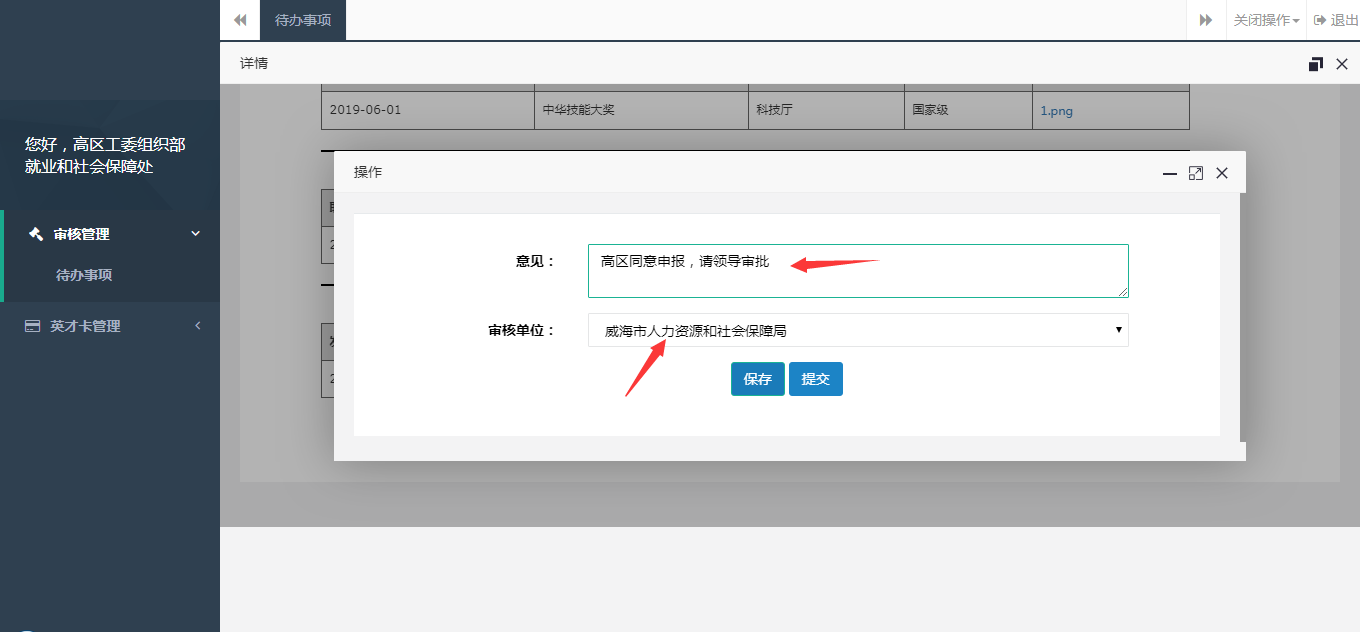 待办事项
关闭操作
退出
详情
您好，高区工委组织部
就业和社会保障处
审核管理
待办事项
英才卡管理
2019-06-01 中华技能大奖 科技厅 国家级 1.png
操作
意见： 高区同意申报，请领导审批
审核单位： 威海市人力资源和社会保障局
保存 提交